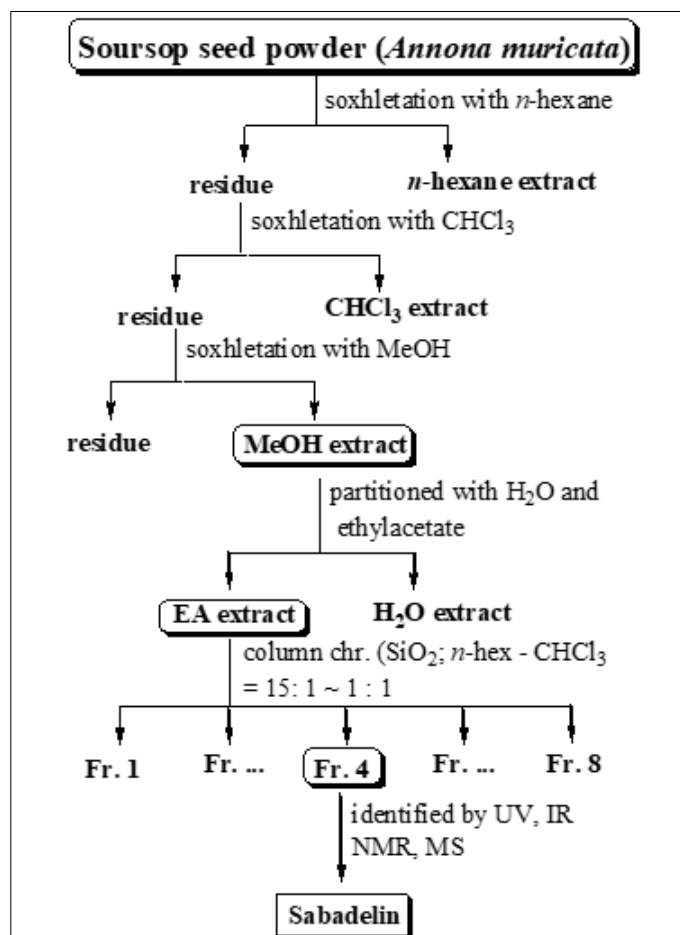 Soursop seed powder (Annona muricata)
soxhletation with n-hexane
residue n-hexane extract
soxhletation with CHCl₃
residue CHCl₃ extract
soxhletation with MeOH
residue MeOH extract
partitioned with H₂O and
ethylacetate
EA extract H₂O extract
column chr. (SiO₂; n-hex - CHCl₃
= 15: 1 ~ 1 : 1
Fr. 1 Fr. ... Fr. 4 Fr. ... Fr. 8
identified by UV, IR
NMR, MS
Sabadelin